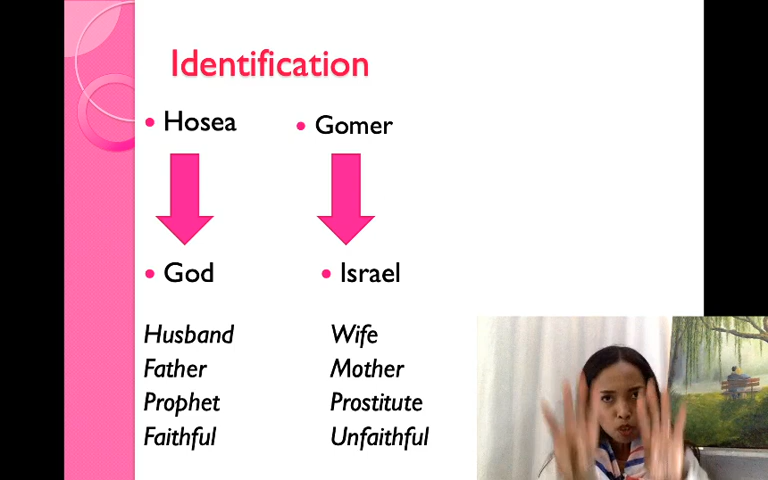 Identification
• Hosea
• Gomer
• God
• Israel
Husband
Father
Prophet
Faithful
Wife
Mother
Prostitute
Unfaithful